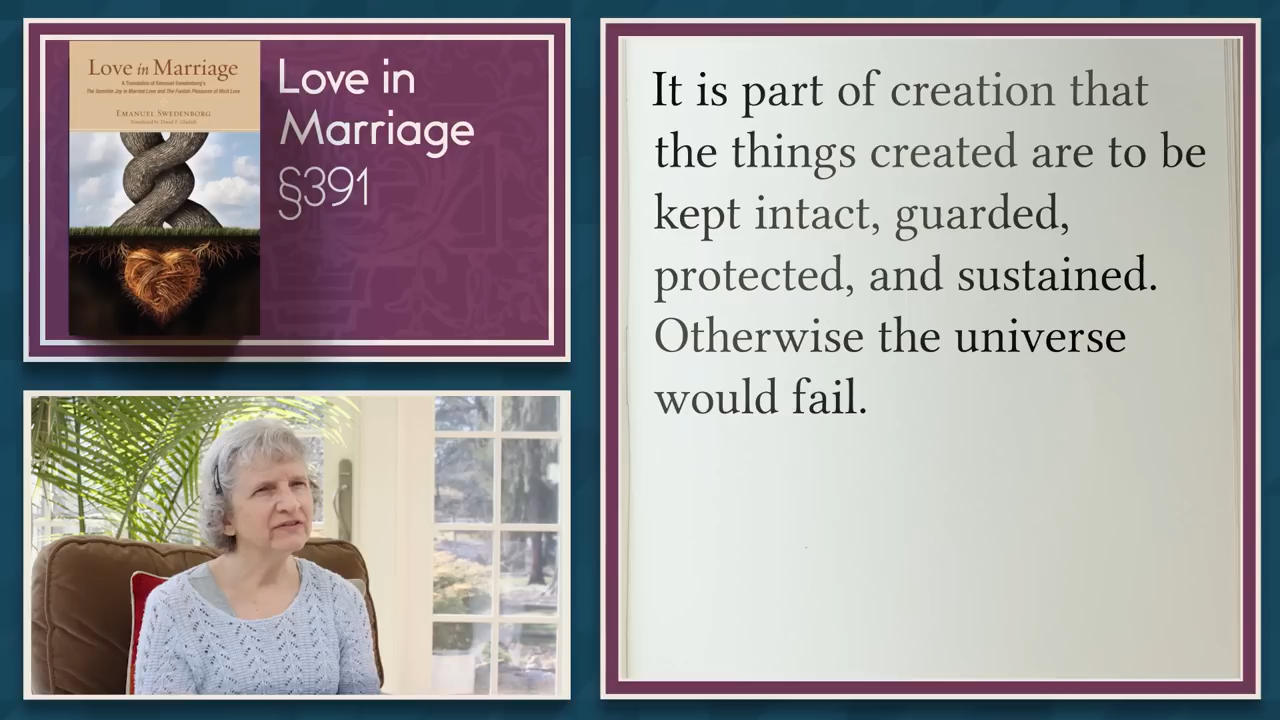 Love in Marriage
A Translation of Emanuel Swedenborg's
The Sensible Joy in Married Love and The Foolish Pleasures of Illicit Love
EMANUEL SWEDENBORG
Translated by David F. Gladish
Love in
Marriage
§391
It is part of creation that
the things created are to be
kept intact, guarded,
protected, and sustained.
Otherwise the universe
would fail.